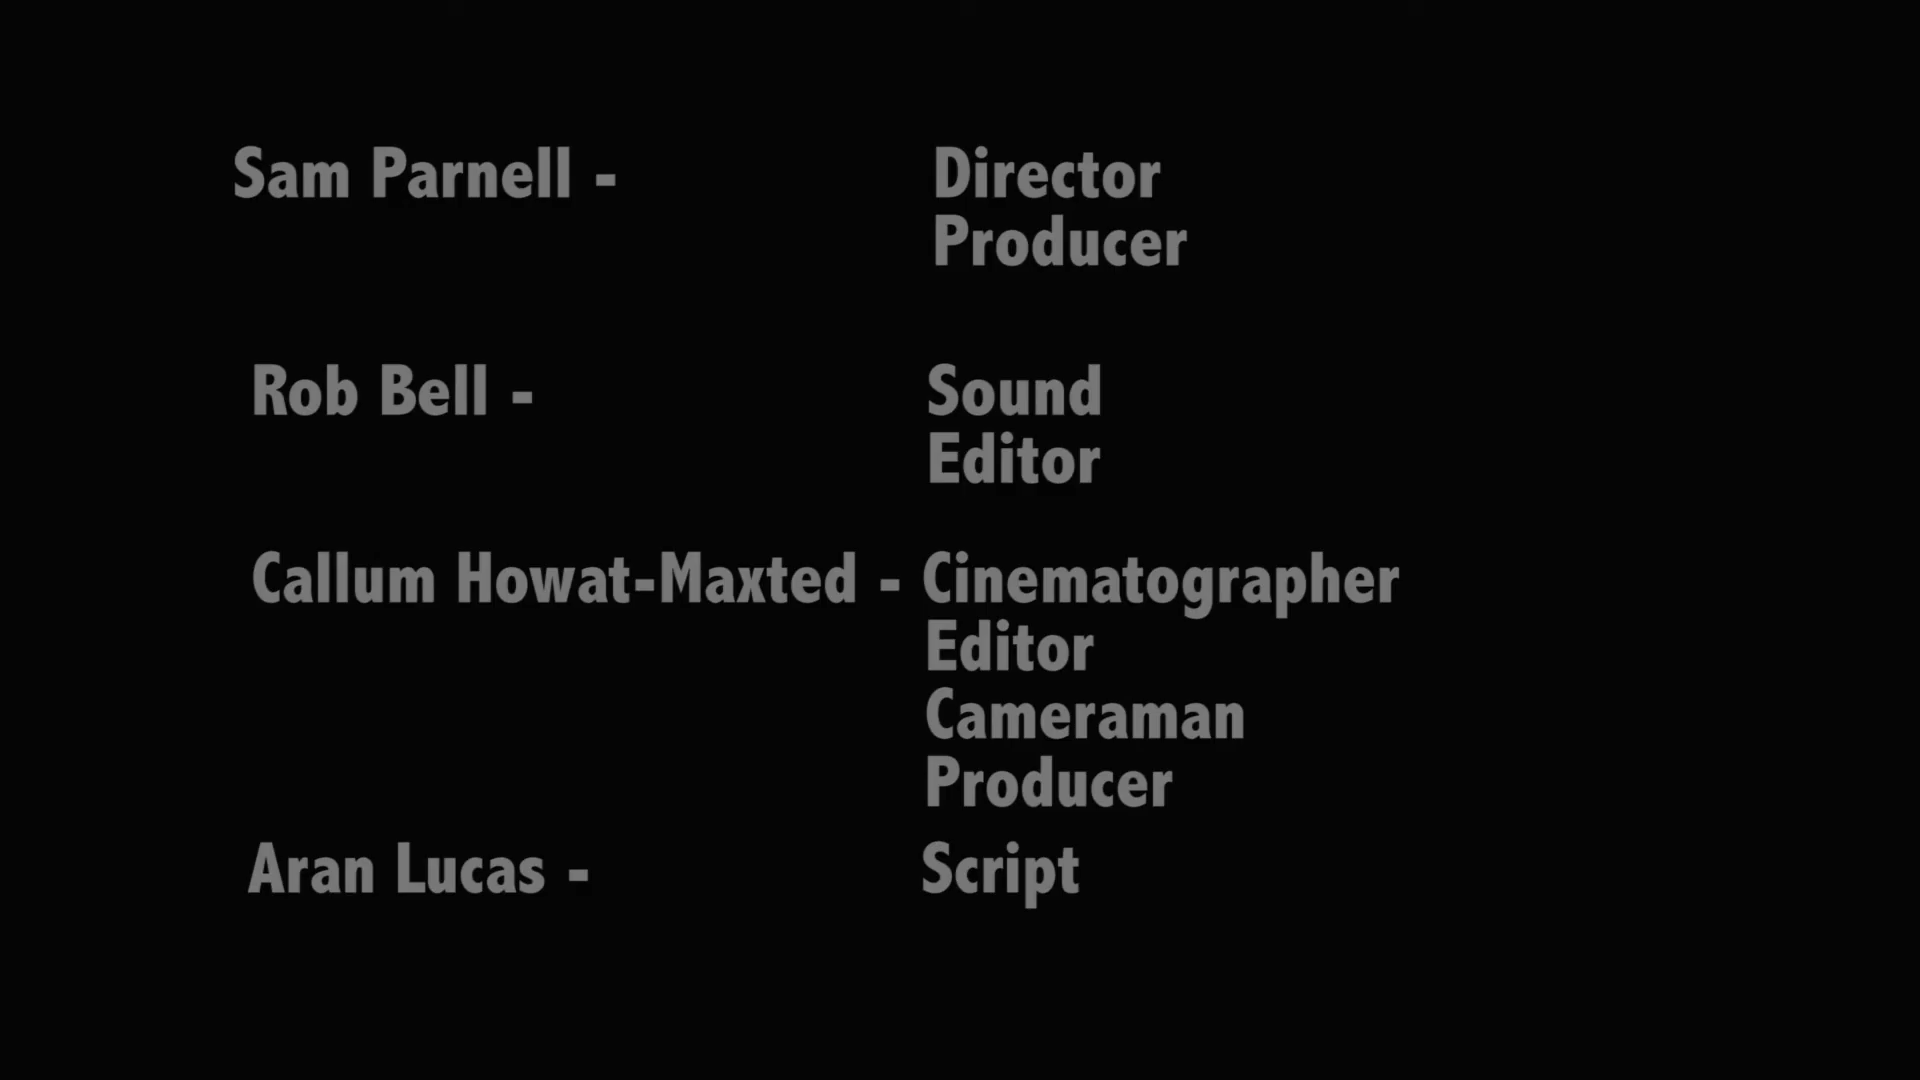 Sam Parnell - Director
Producer
Rob Bell - Sound
Editor
Callum Howat-Maxted - Cinematographer
Editor
Cameraman
Producer
Aran Lucas - Script